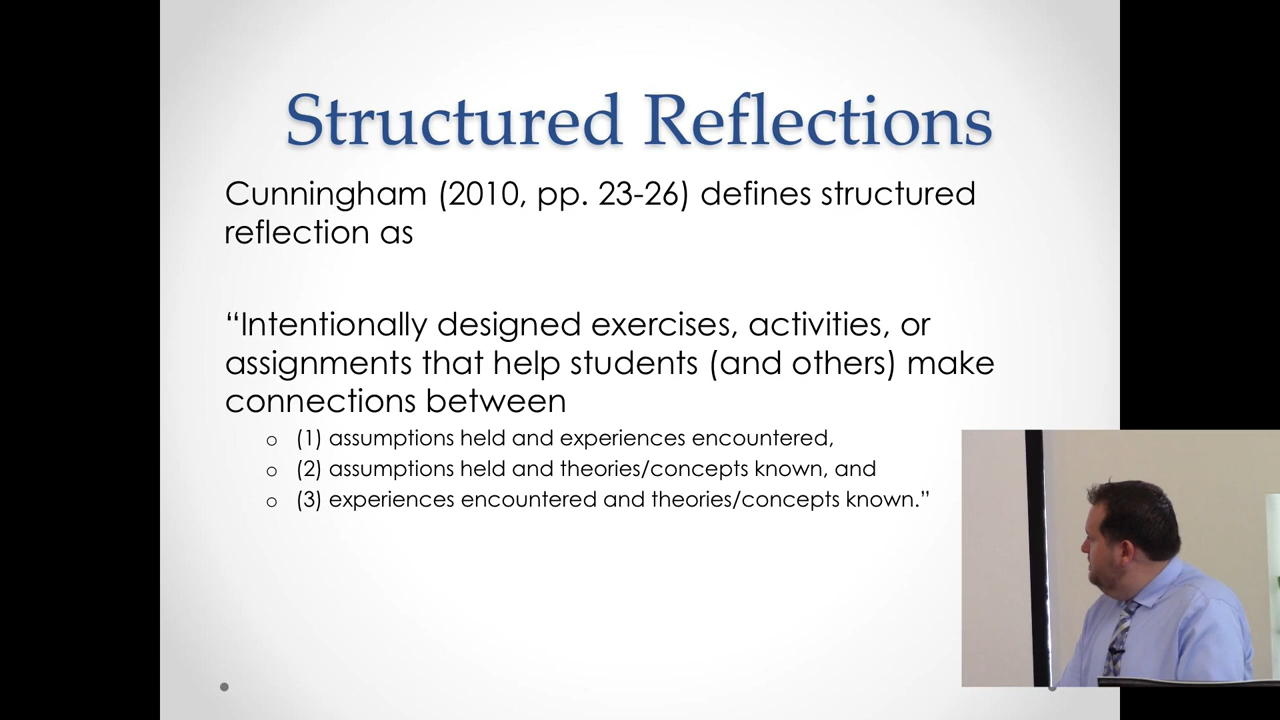 Structured Reflections
Cunningham (2010, pp. 23-26) defines structured
reflection as
“Intentionally designed exercises, activities, or
assignments that help students (and others) make
connections between
o (1) assumptions held and experiences encountered,
o (2) assumptions held and theories/concepts known, and
o (3) experiences encountered and theories/concepts known.”